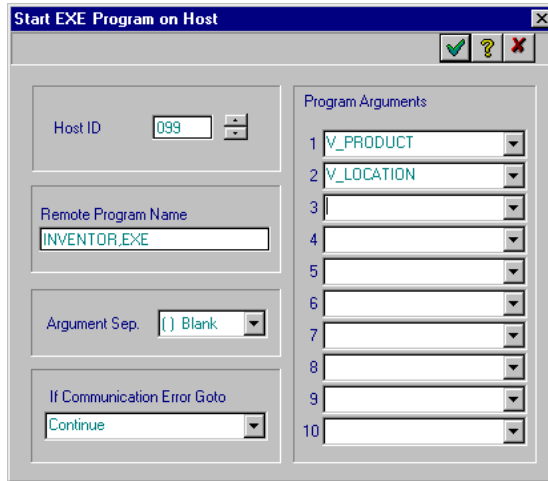 Start EXE Program on Host
Host ID 099
Remote Program Name
INVENTOR,EXE
Argument Sep. ( ) Blank
If Communication Error Goto
Continue
Program Arguments
1 V_PRODUCT
2 V_LOCATION
3
4
5
6
7
8
9
10